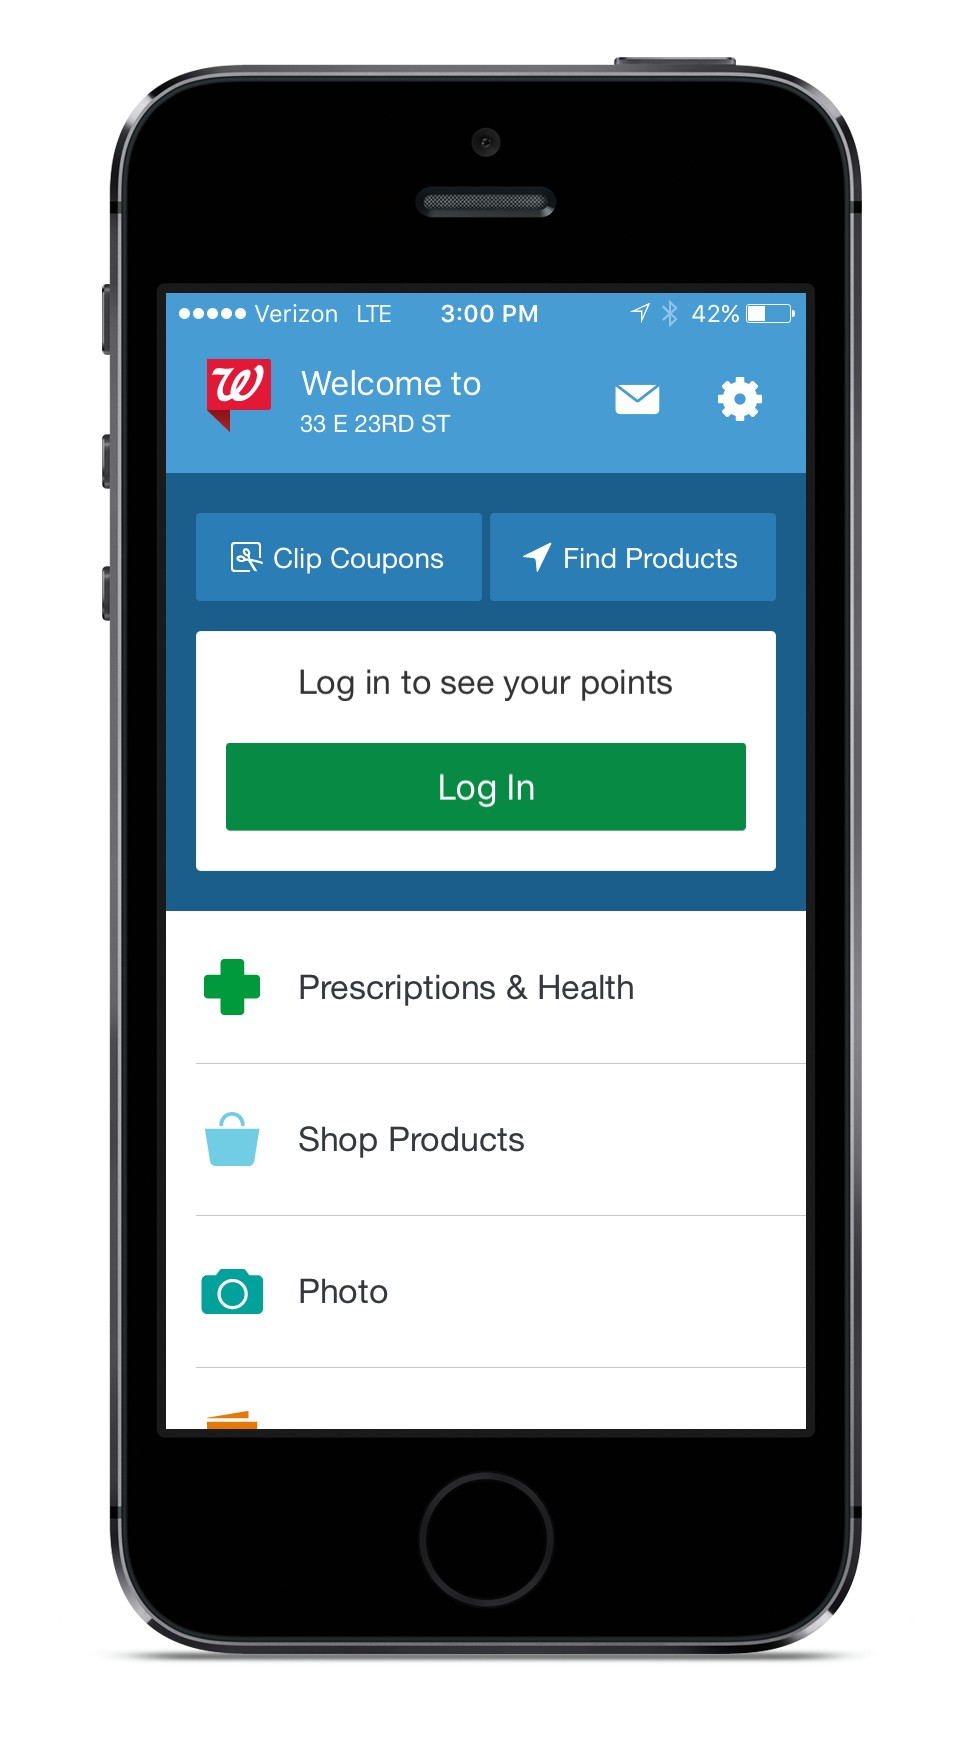 Verizon LTE 3:00 PM 42%
W
Welcome to
33 E 23RD ST
Clip Coupons Find Products
Log in to see your points
Log In
Prescriptions & Health
Shop Products
Photo